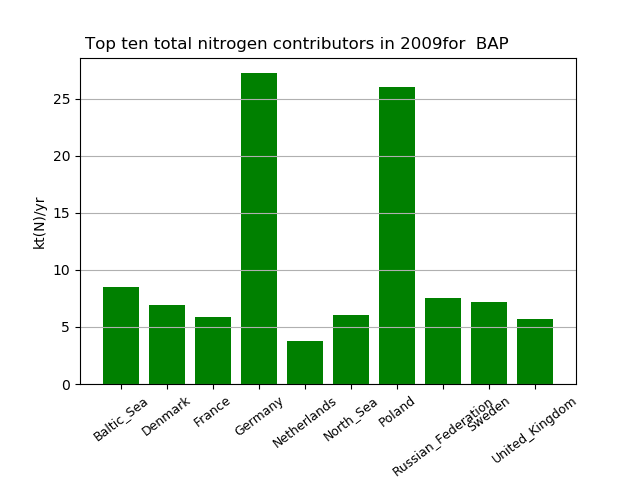 Top ten total nitrogen contributors in 2009for  BAP
kt(N)/yr
25
20
15
10
5
0
Baltic_Sea
Denmark
France
Germany
Netherlands
North_Sea
Poland
Russian_Federation
Sweden
United_Kingdom